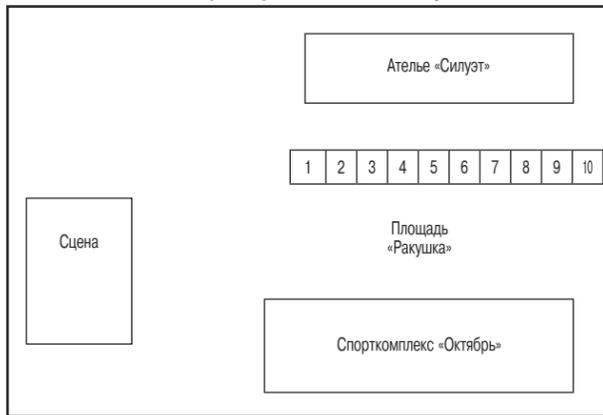 Ателье «Силуэт»
1 2 3 4 5 6 7 8 9 10
Сцена
Площадь
«Ракушка»
Спорткомплекс «Октябрь»